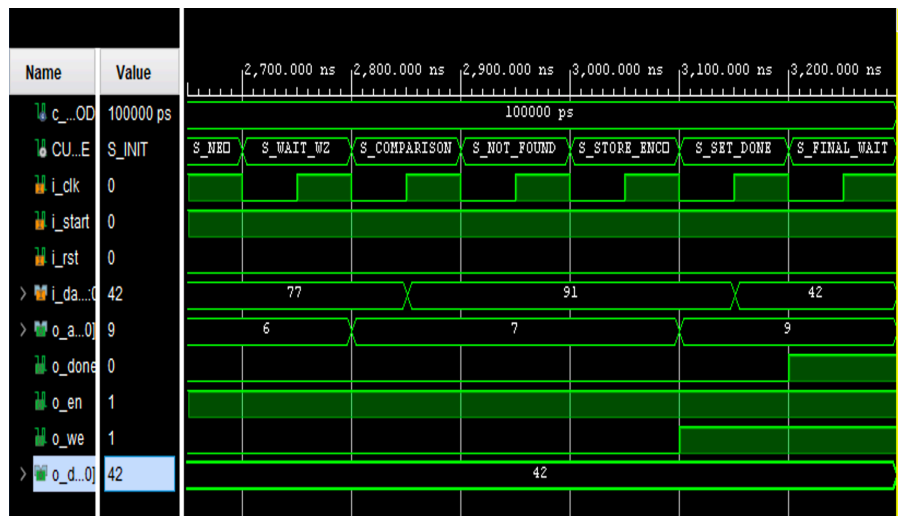 Name Value 2,700.000 ns 2,800.000 ns 2,900.000 ns 3,000.000 ns 3,100.000 ns 3,200.000 ns
c_...OD 100000 ps 100000 ps
CU...E S_INIT S_NE□ S_WAIT_WZ S_COMPARISON S_NOT_FOUND S_STORE_ENC□ S_SET_DONE S_FINAL_WAIT
i_clk 0
i_start 0
i_rst 0
i_da...:0 42 77 91 42
o_a...0] 9 6 7 9
o_done 0
o_en 1
o_we 1
o_d...0] 42 42